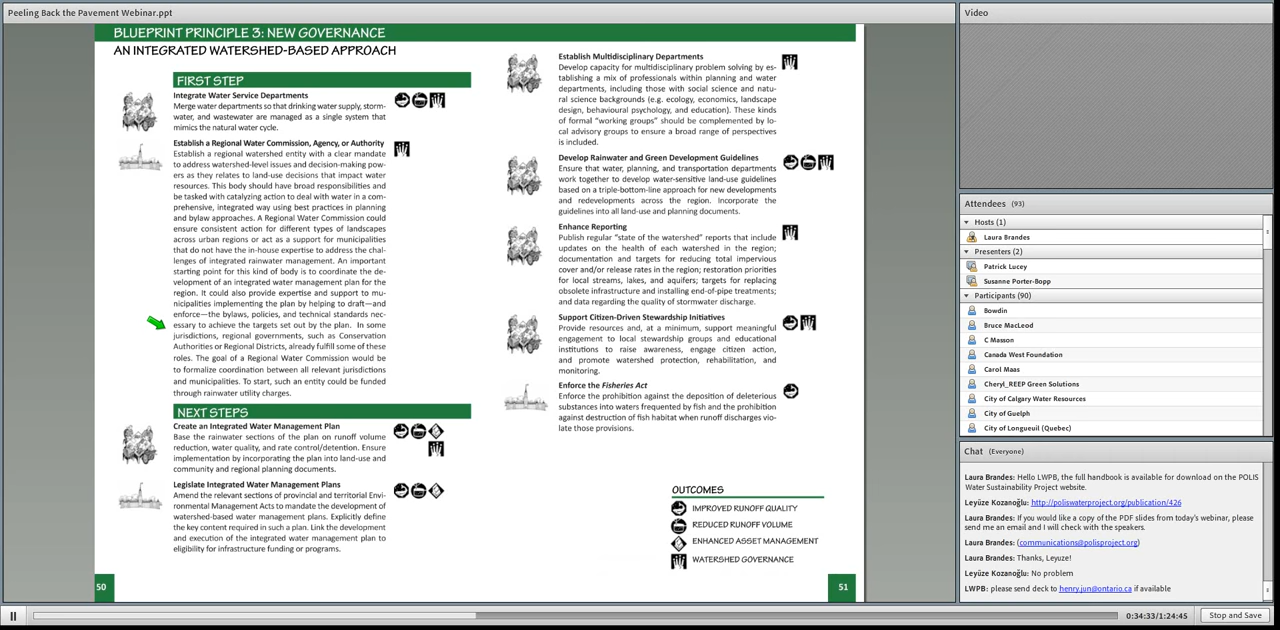 Peeling Back the Pavement Webinar.ppt
BLUEPRINT PRINCIPLE 3: NEW GOVERNANCE
AN INTEGRATED WATERSHED-BASED APPROACH
FIRST STEP
Integrate Water Service Departments
Merge water departments so that drinking water supply, storm-
water, and wastewater are managed as a single system that
mimics the natural water cycle.
Establish a Regional Water Commission, Agency, or Authority
Establish a regional watershed entity with a clear mandate
to address watershed-level issues and decision-making pow-
ers as they relates to land-use decisions that impact water
resources. This body should have broad responsibilities and
be tasked with catalyzing action to deal with water in a com-
prehensive, integrated way using best practices in planning
and bylaw approaches. A Regional Water Commission could
ensure consistent action for different types of landscapes
across urban regions or act as a support for municipalities
that do not have the in-house expertise to address the chal-
lenges of integrated rainwater management. An important
starting point for this kind of body is to coordinate the de-
velopment of an integrated water management plan for the
region. It could also provide expertise and support to mu-
nicipalities implementing the plan by helping to draft—and
enforce—the bylaws, policies, and technical standards nec-
essary to achieve the targets set out by the plan. In some
jurisdictions, regional governments, such as Conservation
Authorities or Regional Districts, already fulfill some of these
roles. The goal of a Regional Water Commission would be
to formalize coordination between all relevant jurisdictions
and municipalities. To start, such an entity could be funded
through rainwater utility charges.
NEXT STEPS
Create an Integrated Water Management Plan
Base the rainwater sections of the plan on runoff volume
reduction, water quality, and rate control/detention. Ensure
implementation by incorporating the plan into land-use and
community and regional planning documents.
Legislate Integrated Water Management Plans
Amend the relevant sections of provincial and territorial Envi-
ronmental Management Acts to mandate the development of
watershed-based water management plans. Explicitly define
the key content required in such a plan. Link the development
and execution of the integrated water management plan to
eligibility for infrastructure funding or programs.
50
Establish Multidisciplinary Departments
Develop capacity for multidisciplinary problem solving by es-
tablishing a mix of professionals within planning and water
departments, including those with social science and natu-
ral science backgrounds (e.g. ecology, economics, landscape
design, behavioural psychology, and education). These kinds
of formal "working groups" should be complemented by lo-
cal advisory groups to ensure a broad range of perspectives
is included.
Develop Rainwater and Green Development Guidelines
Ensure that water, planning, and transportation departments
work together to develop water-sensitive land-use guidelines
based on a triple-bottom-line approach for new developments
and redevelopments across the region. Incorporate the
guidelines into all land-use and planning documents.
Enhance Reporting
Publish regular "state of the watershed" reports that include
updates on the health of each watershed in the region;
documentation and targets for reducing total impervious
cover and/or release rates in the region; restoration priorities
for local streams, lakes, and aquifers; targets for replacing
obsolete infrastructure and installing end-of-pipe treatments;
and data regarding the quality of stormwater discharge.
Support Citizen-Driven Stewardship Initiatives
Provide resources and, at a minimum, support meaningful
engagement to local stewardship groups and educational
institutions to raise awareness, engage citizen action,
and promote watershed protection, rehabilitation, and
monitoring.
Enforce the Fisheries Act
Enforce the prohibition against the deposition of deleterious
substances into waters frequented by fish and the prohibition
against destruction of fish habitat when runoff discharges vio-
late those provisions.
OUTCOMES
IMPROVED RUNOFF QUALITY
REDUCED RUNOFF VOLUME
ENHANCED ASSET MANAGEMENT
WATERSHED GOVERNANCE
51
Video
Attendees (93)
Hosts (1)
Laura Brandes
Presenters (2)
Patrick Lucey
Susanne Porter-Bopp
Participants (90)
Bowdin
Bruce MacLeod
C Masson
Canada West Foundation
Carol Maas
Cheryl_REEP Green Solutions
City of Calgary Water Resources
City of Guelph
City of Longueuil (Quebec)
Chat (Everyone)
Laura Brandes: Hello LWPB, the full handbook is available for download on the POLIS
Water Sustainability Project website.
Leyüze Kozanoğlu: http://poliswaterproject.org/publication/426
Laura Brandes: If you would like a copy of the PDF slides from today's webinar, please
send me an email and I will check with the speakers.
Laura Brandes: (communications@polisproject.org)
Laura Brandes: Thanks, Leyuze!
Leyüze Kozanoğlu: No problem
LWPB: please send deck to henry.jun@ontario.ca if available
0:34:33/1:24:45
Stop and Save